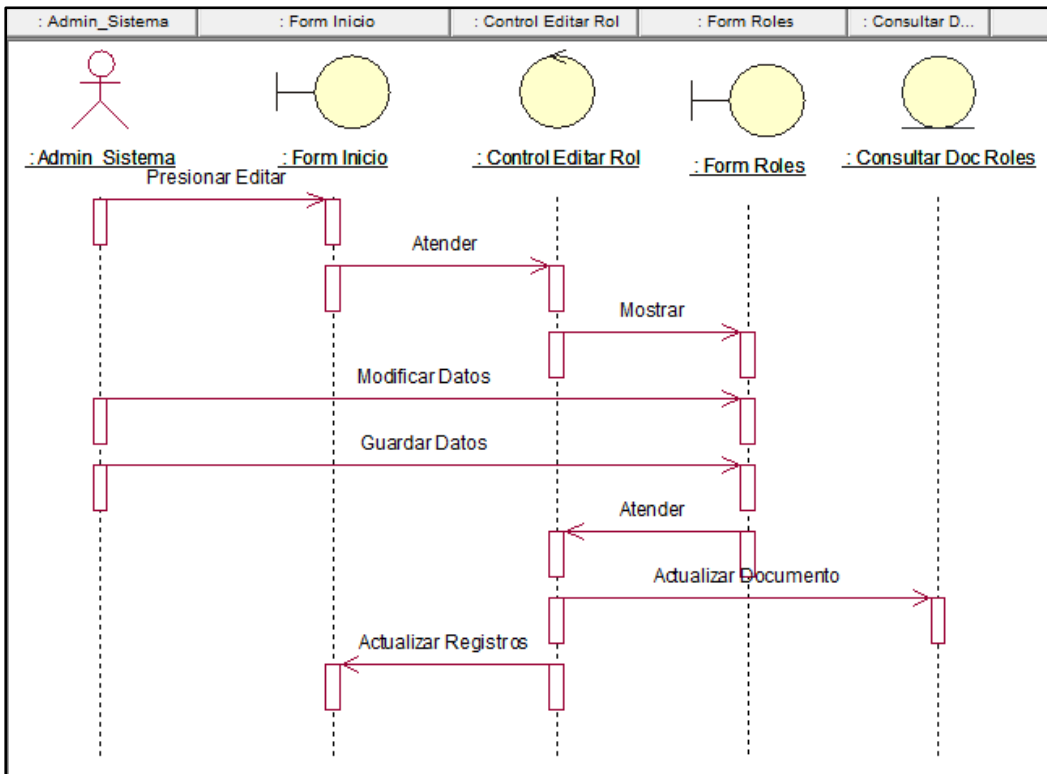 : Admin_Sistema
: Form Inicio
: Control Editar Rol
: Form Roles
: Consultar D...
: Admin_Sistema
: Form Inicio
: Control Editar Rol
: Form Roles
: Consultar Doc Roles
Presionar Editar
Atender
Mostrar
Modificar Datos
Guardar Datos
Atender
Actualizar Documento
Actualizar Registros